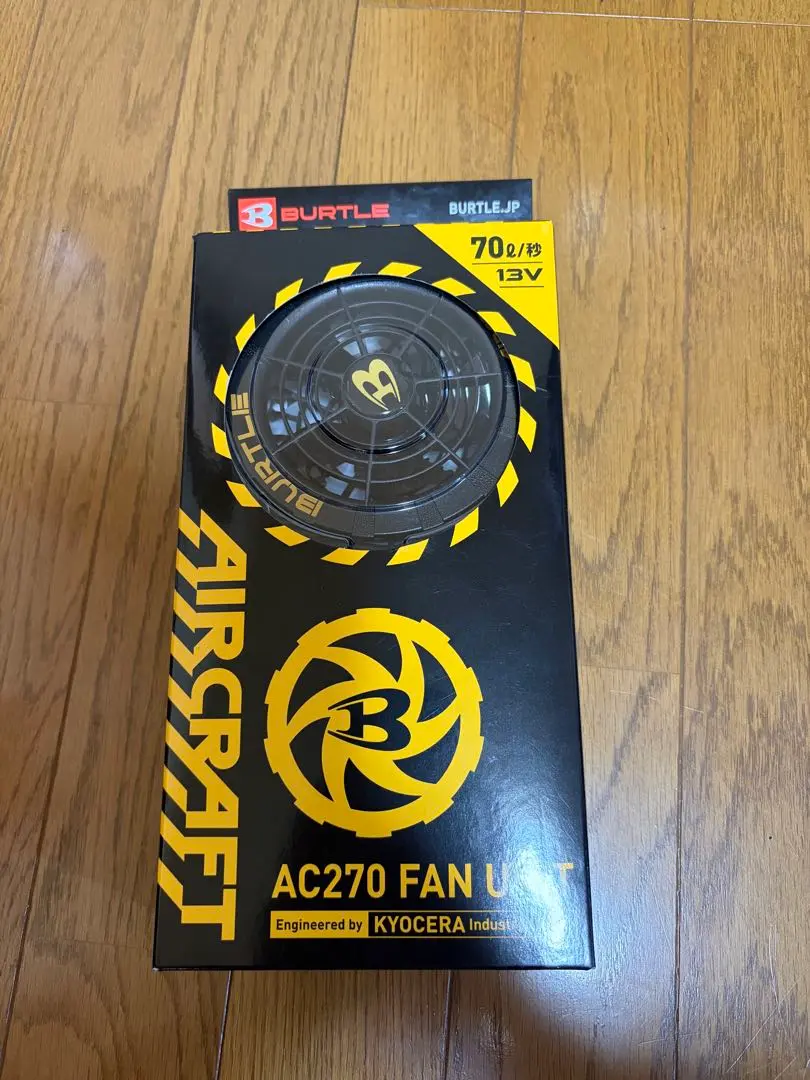 BURTLE
BURTLE.JP
70ℓ/秒
13V
B
BURTLE
AIRCRAFT
B
AC270 FAN
Engineered by KYOCERA